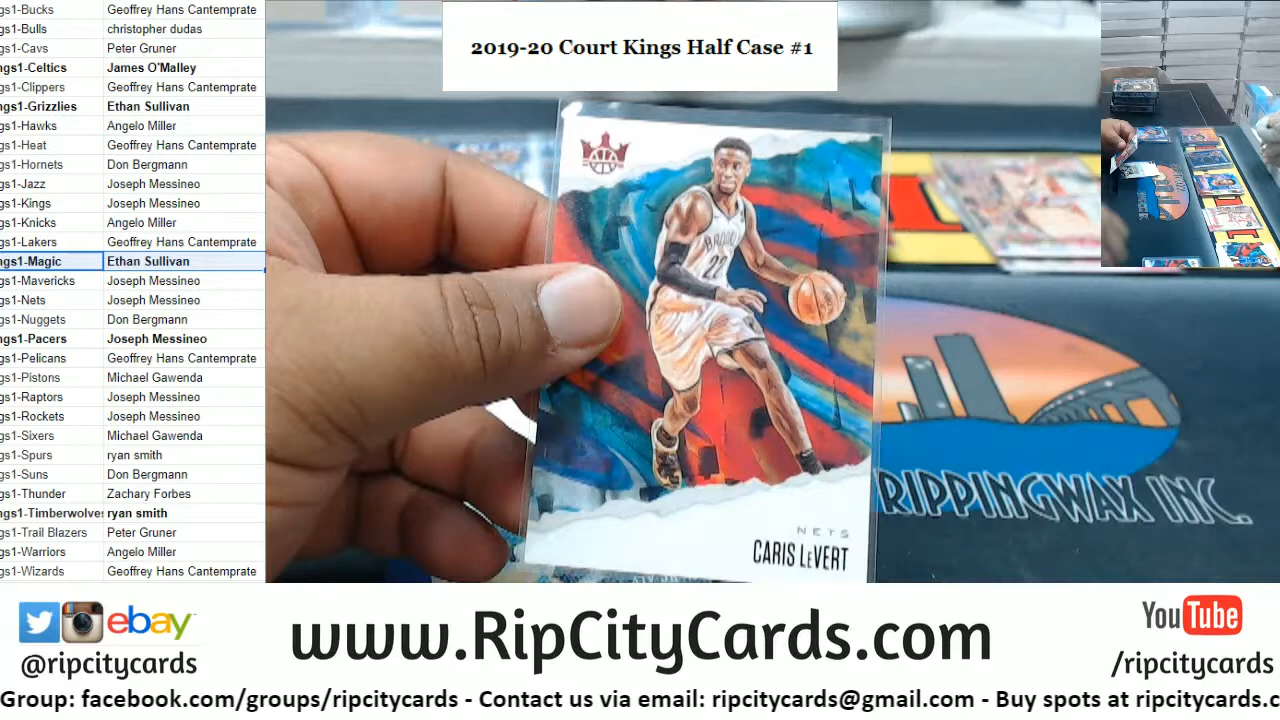 gs1-Bucks Geoffrey Hans Cantemprate
gs1-Bulls christopher dudas
gs1-Cavs Peter Gruner
ngs1-Celtics James O'Malley
gs1-Clippers Geoffrey Hans Cantemprate
ngs1-Grizzlies Ethan Sullivan
gs1-Hawks Angelo Miller
gs1-Heat Geoffrey Hans Cantemprate
gs1-Hornets Don Bergmann
gs1-Jazz Joseph Messineo
gs1-Kings Joseph Messineo
gs1-Knicks Angelo Miller
gs1-Lakers Geoffrey Hans Cantemprate
ngs1-Magic Ethan Sullivan
gs1-Mavericks Joseph Messineo
gs1-Nets Joseph Messineo
gs1-Nuggets Don Bergmann
ngs1-Pacers Joseph Messineo
gs1-Pelicans Geoffrey Hans Cantemprate
gs1-Pistons Michael Gawenda
gs1-Raptors Joseph Messineo
gs1-Rockets Joseph Messineo
gs1-Sixers Michael Gawenda
gs1-Spurs ryan smith
gs1-Suns Don Bergmann
gs1-Thunder Zachary Forbes
ngs1-Timberwolves ryan smith
gs1-Trail Blazers Peter Gruner
gs1-Warriors Angelo Miller
gs1-Wizards Geoffrey Hans Cantemprate
2019-20 Court Kings Half Case #1
BROOKLYN
22
NETS
CARIS LEVERT
RIPPINGWAX INC.
ebay
@ripcitycards
www.RipCityCards.com
YouTube
/ripcitycards
Group: facebook.com/groups/ripcitycards - Contact us via email: ripcitycards@gmail.com - Buy spots at ripcitycards.c